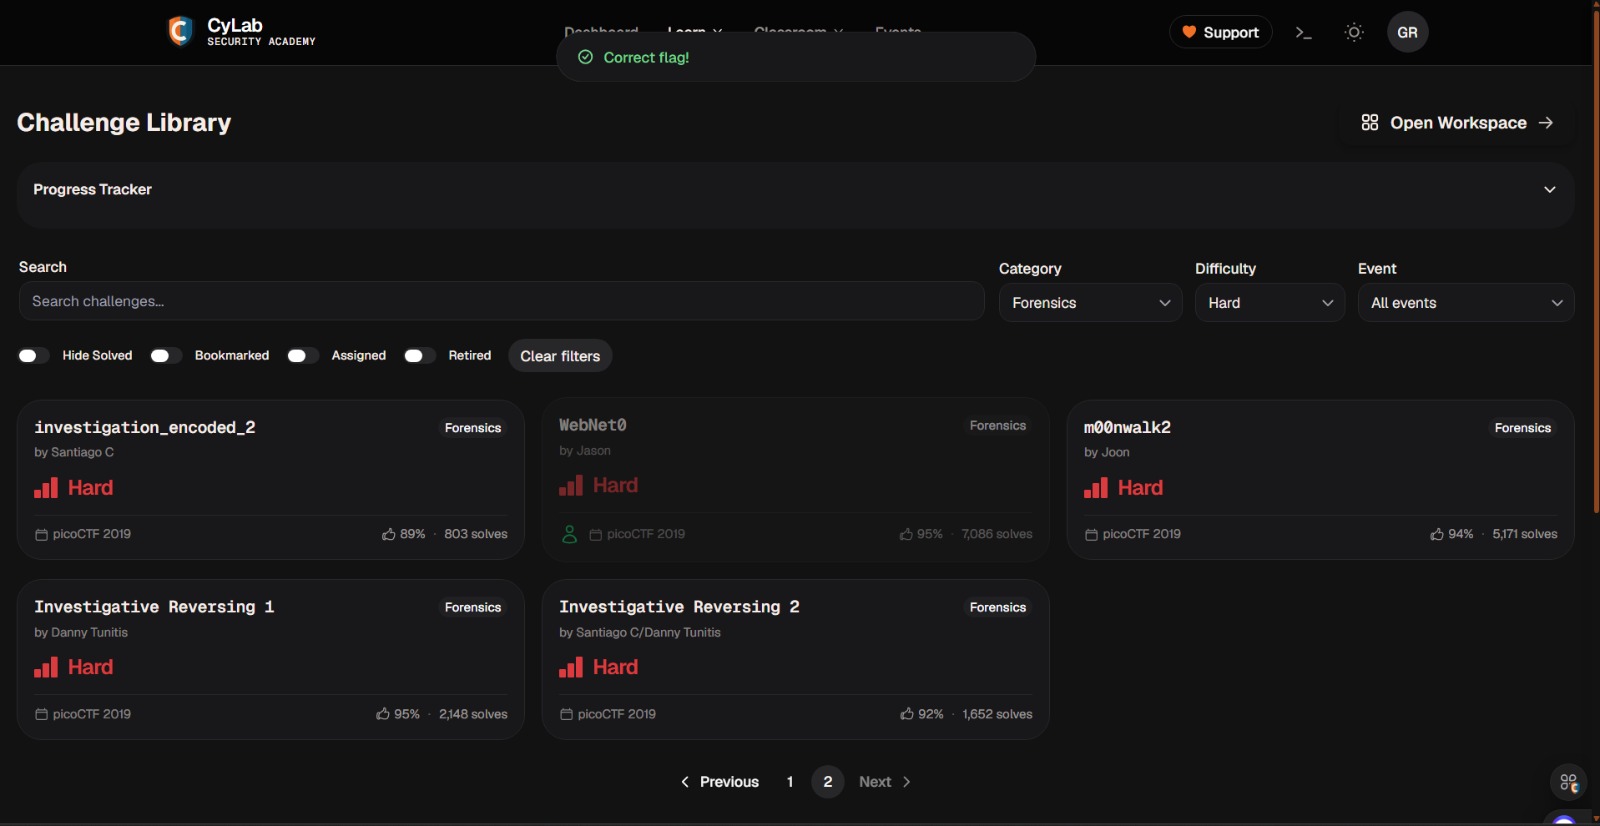 CyLab
SECURITY ACADEMY
Dashboard Learn Classroom Events
Support
GR
Correct flag!
Challenge Library
Open Workspace
Progress Tracker
Search
Search challenges...
Category
Forensics
Difficulty
Hard
Event
All events
Hide Solved Bookmarked Assigned Retired Clear filters
investigation_encoded_2
Forensics
by Santiago C
Hard
picoCTF 2019
89% · 803 solves
WebNet0
Forensics
by Jason
Hard
picoCTF 2019
95% · 7,086 solves
m00nwalk2
Forensics
by Joon
Hard
picoCTF 2019
94% · 5,171 solves
Investigative Reversing 1
Forensics
by Danny Tunitis
Hard
picoCTF 2019
95% · 2,148 solves
Investigative Reversing 2
Forensics
by Santiago C/Danny Tunitis
Hard
picoCTF 2019
92% · 1,652 solves
Previous 1 2 Next